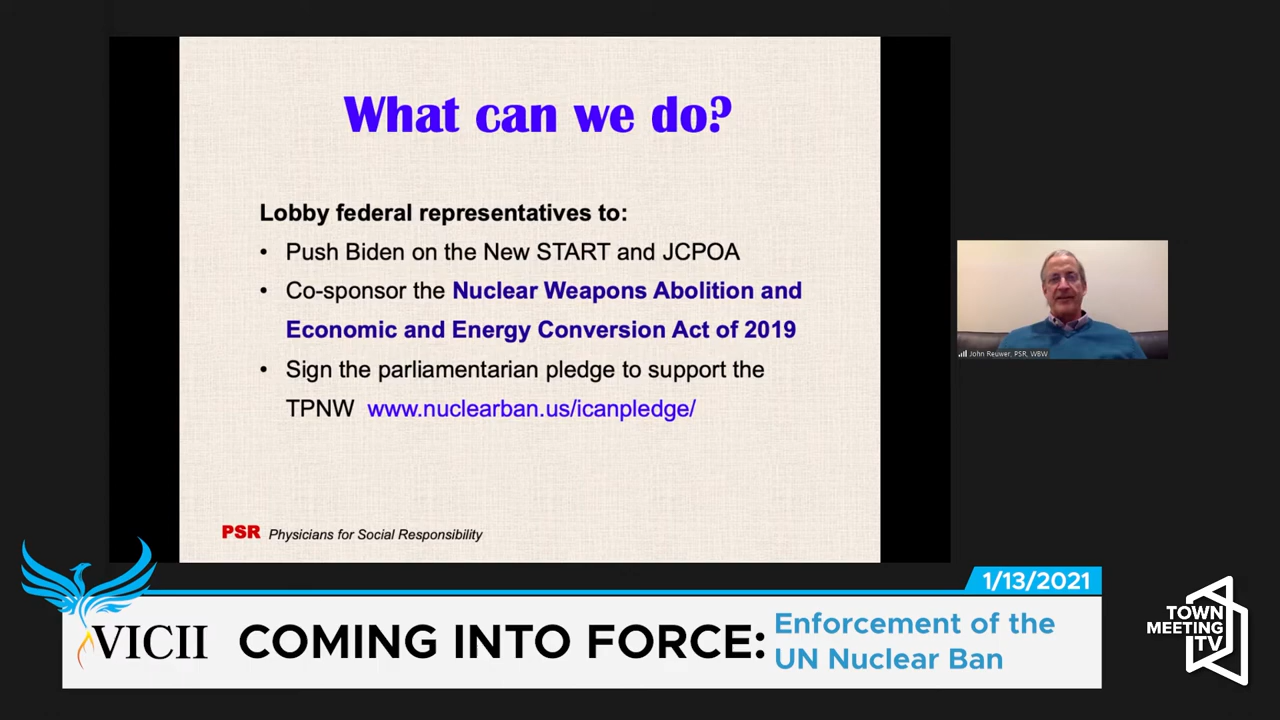 What can we do?
Lobby federal representatives to:
• Push Biden on the New START and JCPOA
• Co-sponsor the Nuclear Weapons Abolition and
Economic and Energy Conversion Act of 2019
• Sign the parliamentarian pledge to support the
TPNW www.nuclearban.us/icanpledge/
PSR Physicians for Social Responsibility
John Reuwer, PSR, WBW
1/13/2021
VICII
COMING INTO FORCE:
Enforcement of the
UN Nuclear Ban
TOWN
MEETING
TV